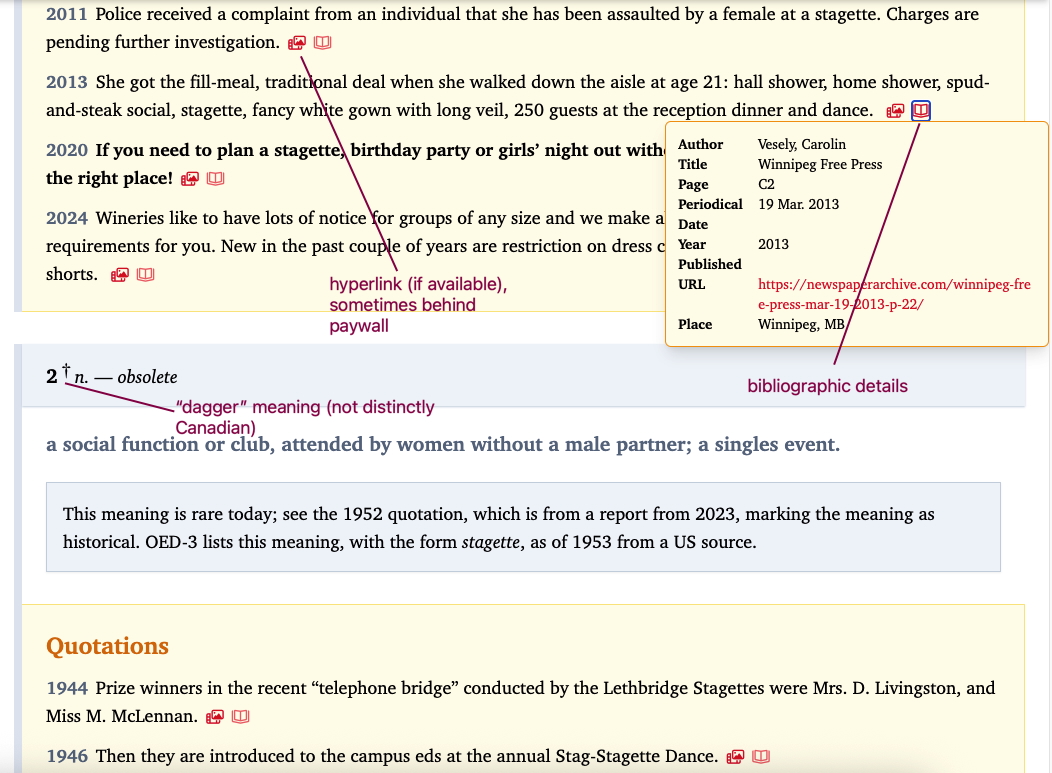 2011 Police received a complaint from an individual that she has been assaulted by a female at a stagette. Charges are
pending further investigation.
2013 She got the fill-meal, traditional deal when she walked down the aisle at age 21: hall shower, home shower, spud-
and-steak social, stagette, fancy white gown with long veil, 250 guests at the reception dinner and dance.
2020 If you need to plan a stagette, birthday party or girls’ night out
the right place!
2024 Wineries like to have lots of notice for groups of any size and we make
requirements for you. New in the past couple of years are restriction on dress
shorts.
Author Vesely, Carolin
Title Winnipeg Free Press
Page C2
Periodical 19 Mar. 2013
Date
Year 2013
Published
URL https://newspaperarchive.com/winnipeg-fre
e-press-mar-19-2013-p-22/
Place Winnipeg, MB
hyperlink (if available),
sometimes behind
paywall
bibliographic details
2 † n. — obsolete
“dagger” meaning (not distinctly
Canadian)
a social function or club, attended by women without a male partner; a singles event.
This meaning is rare today; see the 1952 quotation, which is from a report from 2023, marking the meaning as
historical. OED-3 lists this meaning, with the form stagette, as of 1953 from a US source.
Quotations
1944 Prize winners in the recent “telephone bridge” conducted by the Lethbridge Stagettes were Mrs. D. Livingston, and
Miss M. McLennan.
1946 Then they are introduced to the campus eds at the annual Stag-Stagette Dance.